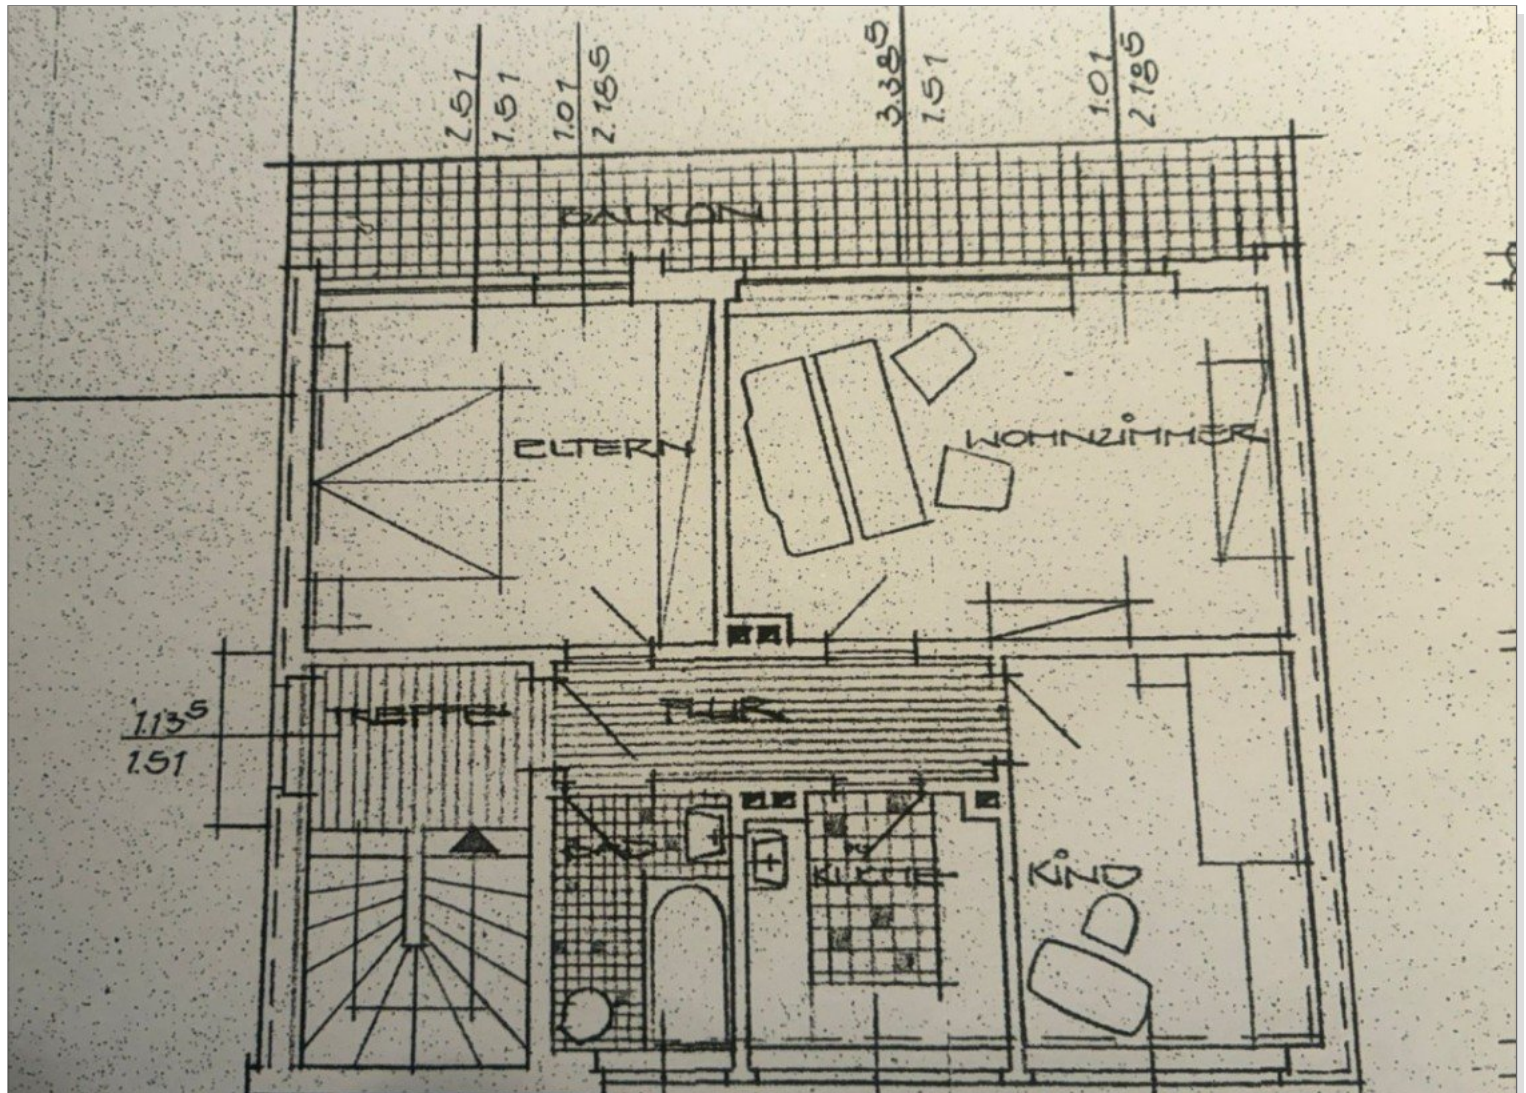 2.51
1.51
1.01
2.18⁵
3.38⁵
1.51
1.01
2.18⁵
BALKON
ELTERN
WOHNZIMMER
TREPPE
FLUR
1.13⁵
1.51
BAD
KÜCHE
KIZ